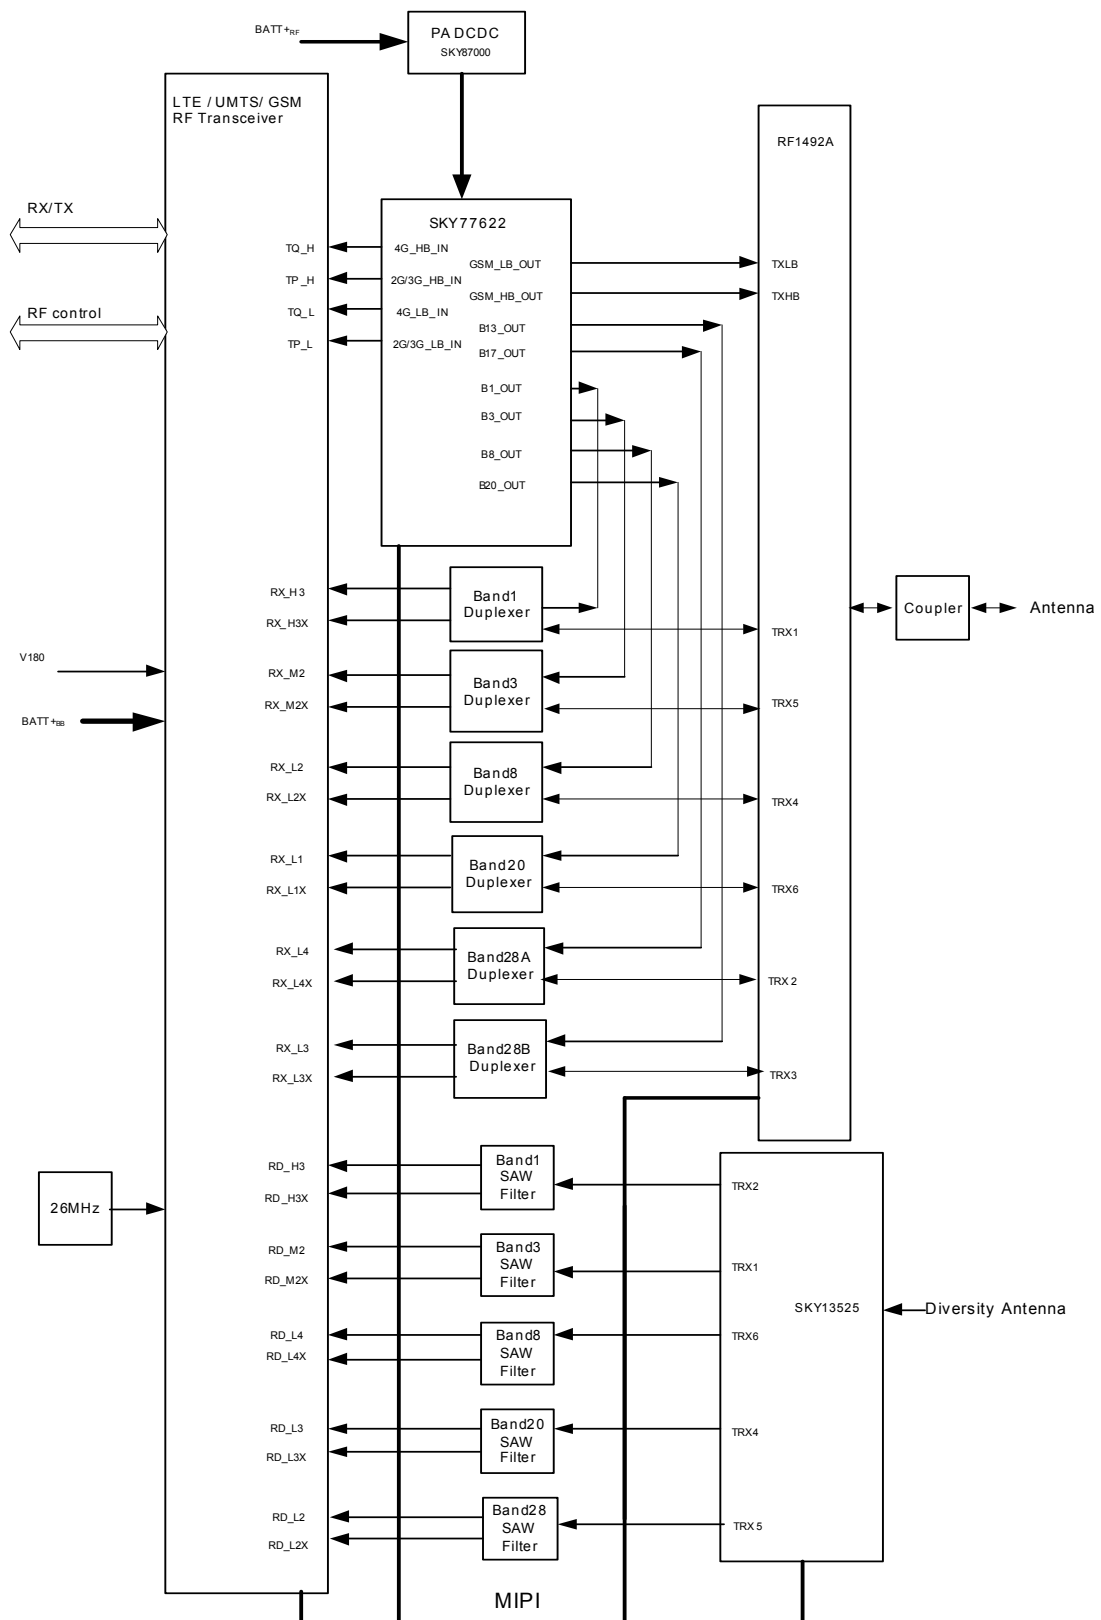 BATT+RF
PA DCDC
SKY87000
LTE / UMTS/ GSM
RF Transceiver
RF1492A
RX/TX
RF control
SKY77622
TQ_H
4G_HB_IN
GSM_LB_OUT
TXLB
TP_H
2G/3G_HB_IN
GSM_HB_OUT
TXHB
TQ_L
4G_LB_IN
B13_OUT
TP_L
2G/3G_LB_IN
B17_OUT
B1_OUT
B3_OUT
B8_OUT
B20_OUT
RX_H3
RX_H3X
Band1
Duplexer
TRX1
Coupler
Antenna
V180
BATT+BB
RX_M2
RX_M2X
Band3
Duplexer
TRX5
RX_L2
RX_L2X
Band8
Duplexer
TRX4
RX_L1
RX_L1X
Band20
Duplexer
TRX6
RX_L4
RX_L4X
Band28A
Duplexer
TRX 2
RX_L3
RX_L3X
Band28B
Duplexer
TRX3
26MHz
RD_H3
RD_H3X
Band1
SAW
Filter
TRX2
RD_M2
RD_M2X
Band3
SAW
Filter
TRX1
SKY13525
Diversity Antenna
RD_L4
RD_L4X
Band8
SAW
Filter
TRX6
RD_L3
RD_L3X
Band20
SAW
Filter
TRX4
RD_L2
RD_L2X
Band28
SAW
Filter
TRX 5
MIPI